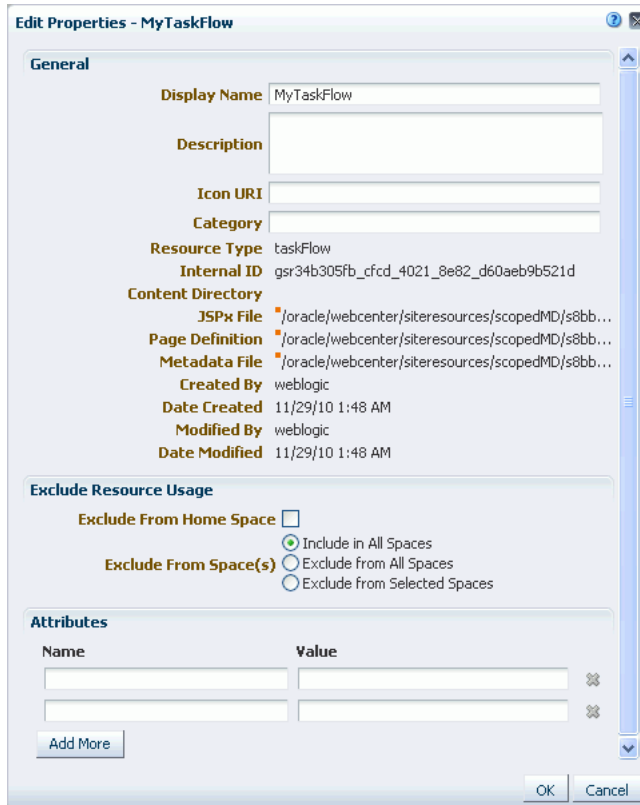 Edit Properties - MyTaskFlow
General
Display Name MyTaskFlow
Description
Icon URI
Category
Resource Type taskFlow
Internal ID gsr34b305fb_cfcd_4021_8e82_d60aeb9b521d
Content Directory
JSPx File /oracle/webcenter/siteresources/scopedMD/s8bb...
Page Definition /oracle/webcenter/siteresources/scopedMD/s8bb...
Metadata File /oracle/webcenter/siteresources/scopedMD/s8bb...
Created By weblogic
Date Created 11/29/10 1:48 AM
Modified By weblogic
Date Modified 11/29/10 1:48 AM
Exclude Resource Usage
Exclude From Home Space
Include in All Spaces
Exclude From Space(s) Exclude from All Spaces
Exclude from Selected Spaces
Attributes
Name Value
Add More
OK Cancel